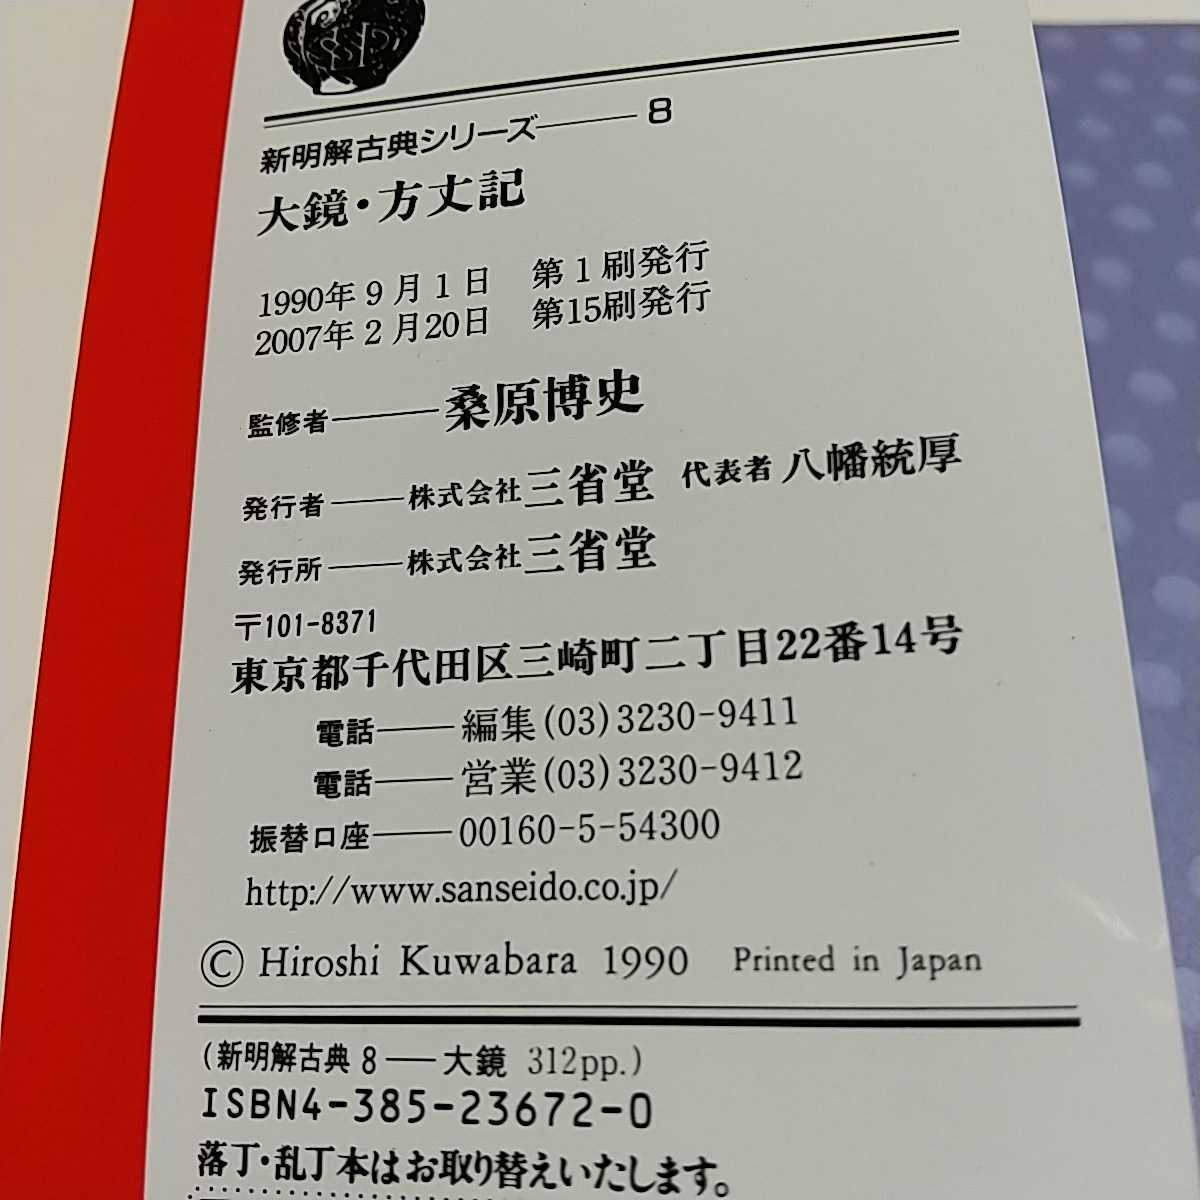 新明解古典シリーズ――8
大鏡・方丈記
1990年9月1日 第1刷発行
2007年2月20日 第15刷発行
監修者――桑原博史
発行者――株式会社三省堂 代表者 八幡統厚
発行所――株式会社三省堂
〒101-8371
東京都千代田区三崎町二丁目22番14号
電話――編集(03)3230-9411
電話――営業(03)3230-9412
振替口座――00160-5-54300
http://www.sanseido.co.jp/
© Hiroshi Kuwabara 1990 Printed in Japan
(新明解古典8――大鏡 312pp.)
ISBN4-385-23672-0
落丁・乱丁本はお取り替えいたします。